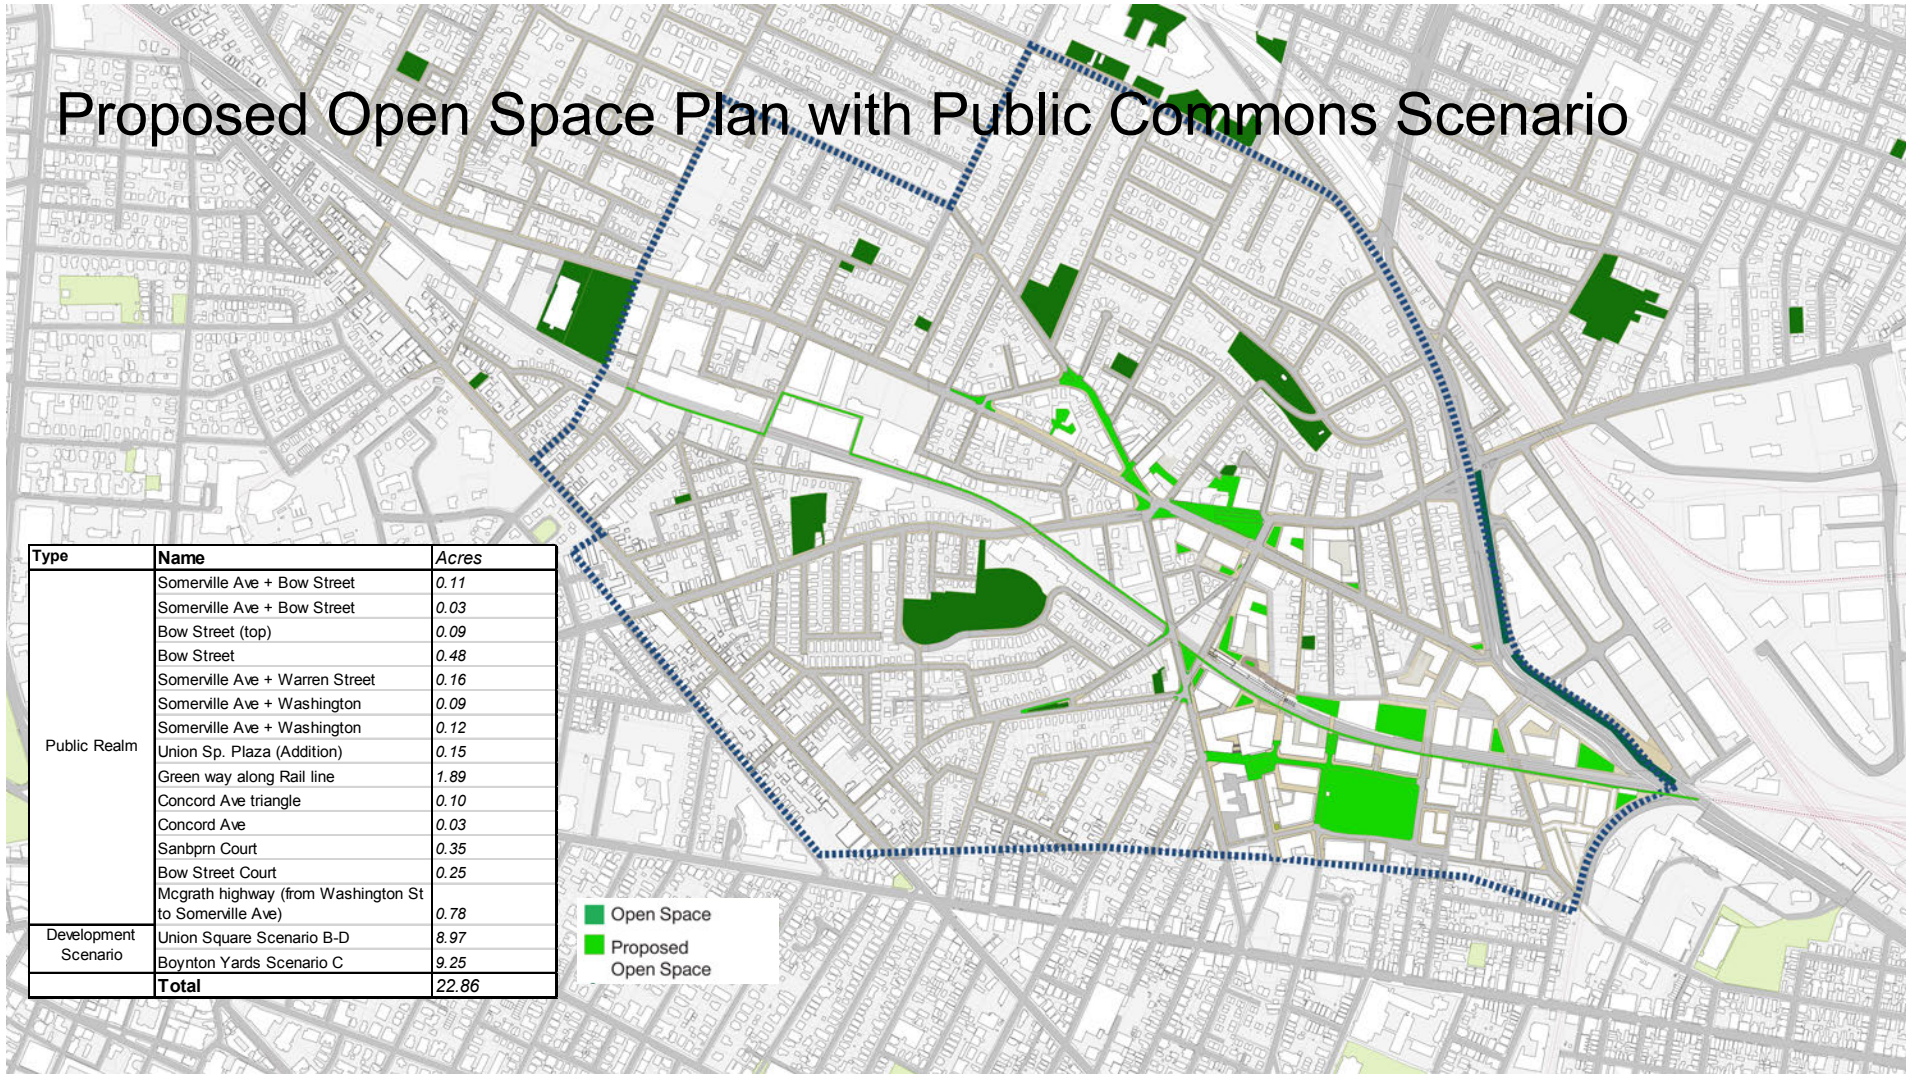 Proposed Open Space Plan with Public Commons Scenario
Type Name Acres
Public Realm
Somerville Ave + Bow Street 0.11
Somerville Ave + Bow Street 0.03
Bow Street (top) 0.09
Bow Street 0.48
Somerville Ave + Warren Street 0.16
Somerville Ave + Washington 0.09
Somerville Ave + Washington 0.12
Union Sp. Plaza (Addition) 0.15
Green way along Rail line 1.89
Concord Ave triangle 0.10
Concord Ave 0.03
Sanbprn Court 0.35
Bow Street Court 0.25
Mcgrath highway (from Washington St
to Somerville Ave) 0.78
Development
Scenario
Union Square Scenario B-D 8.97
Boynton Yards Scenario C 9.25
Total 22.86
Open Space
Proposed
Open Space